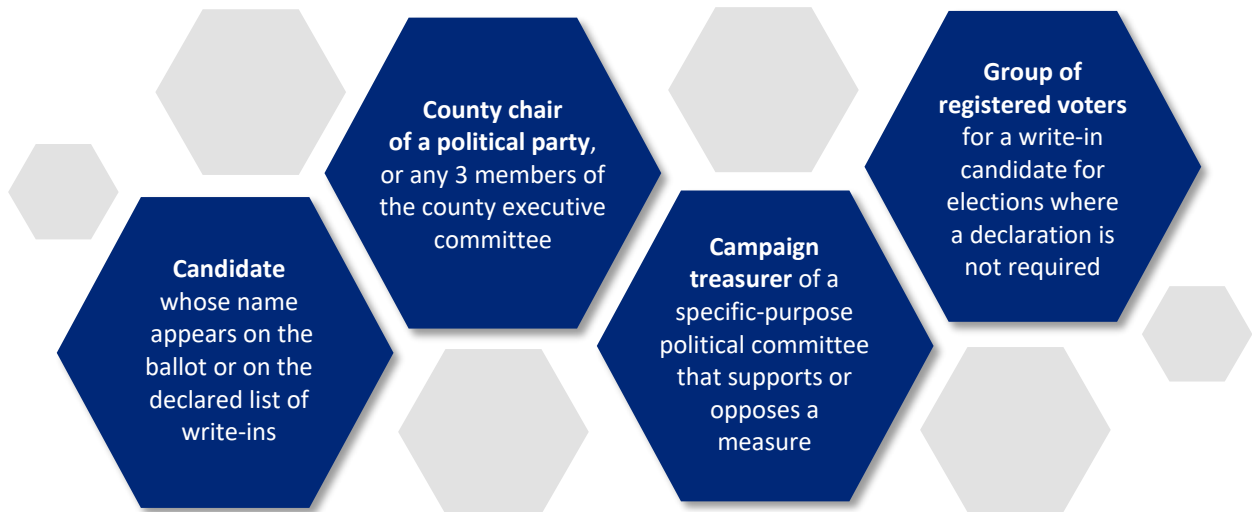 Candidate
whose name
appears on the
ballot or on the
declared list of
write-ins
County chair
of a political party,
or any 3 members of
the county executive
committee
Campaign
treasurer of a
specific-purpose
political committee
that supports or
opposes a
measure
Group of
registered voters
for a write-in
candidate for
elections where
a declaration is
not required